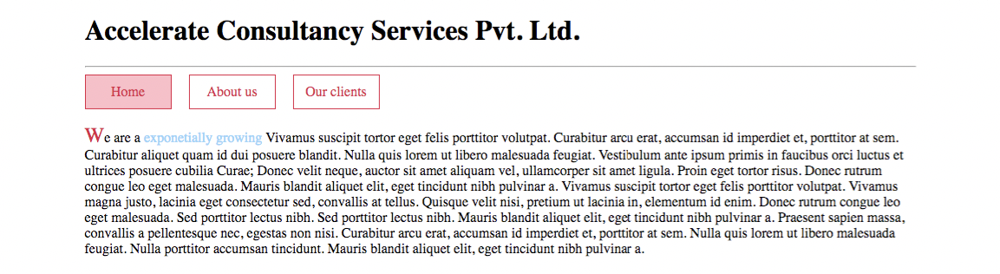 Accelerate Consultancy Services Pvt. Ltd.
Home About us Our clients
We are a exponetially growing Vivamus suscipit tortor eget felis porttitor volutpat. Curabitur arcu erat, accumsan id imperdiet et, porttitor at sem.
Curabitur aliquet quam id dui posuere blandit. Nulla quis lorem ut libero malesuada feugiat. Vestibulum ante ipsum primis in faucibus orci luctus et
ultrices posuere cubilia Curae; Donec velit neque, auctor sit amet aliquam vel, ullamcorper sit amet ligula. Proin eget tortor risus. Donec rutrum
congue leo eget malesuada. Mauris blandit aliquet elit, eget tincidunt nibh pulvinar a. Vivamus suscipit tortor eget felis porttitor volutpat. Vivamus
magna justo, lacinia eget consectetur sed, convallis at tellus. Quisque velit nisi, pretium ut lacinia in, elementum id enim. Donec rutrum congue leo
eget malesuada. Sed porttitor lectus nibh. Sed porttitor lectus nibh. Mauris blandit aliquet elit, eget tincidunt nibh pulvinar a. Praesent sapien massa,
convallis a pellentesque nec, egestas non nisi. Curabitur arcu erat, accumsan id imperdiet et, porttitor at sem. Nulla quis lorem ut libero malesuada
feugiat. Nulla porttitor accumsan tincidunt. Mauris blandit aliquet elit, eget tincidunt nibh pulvinar a.